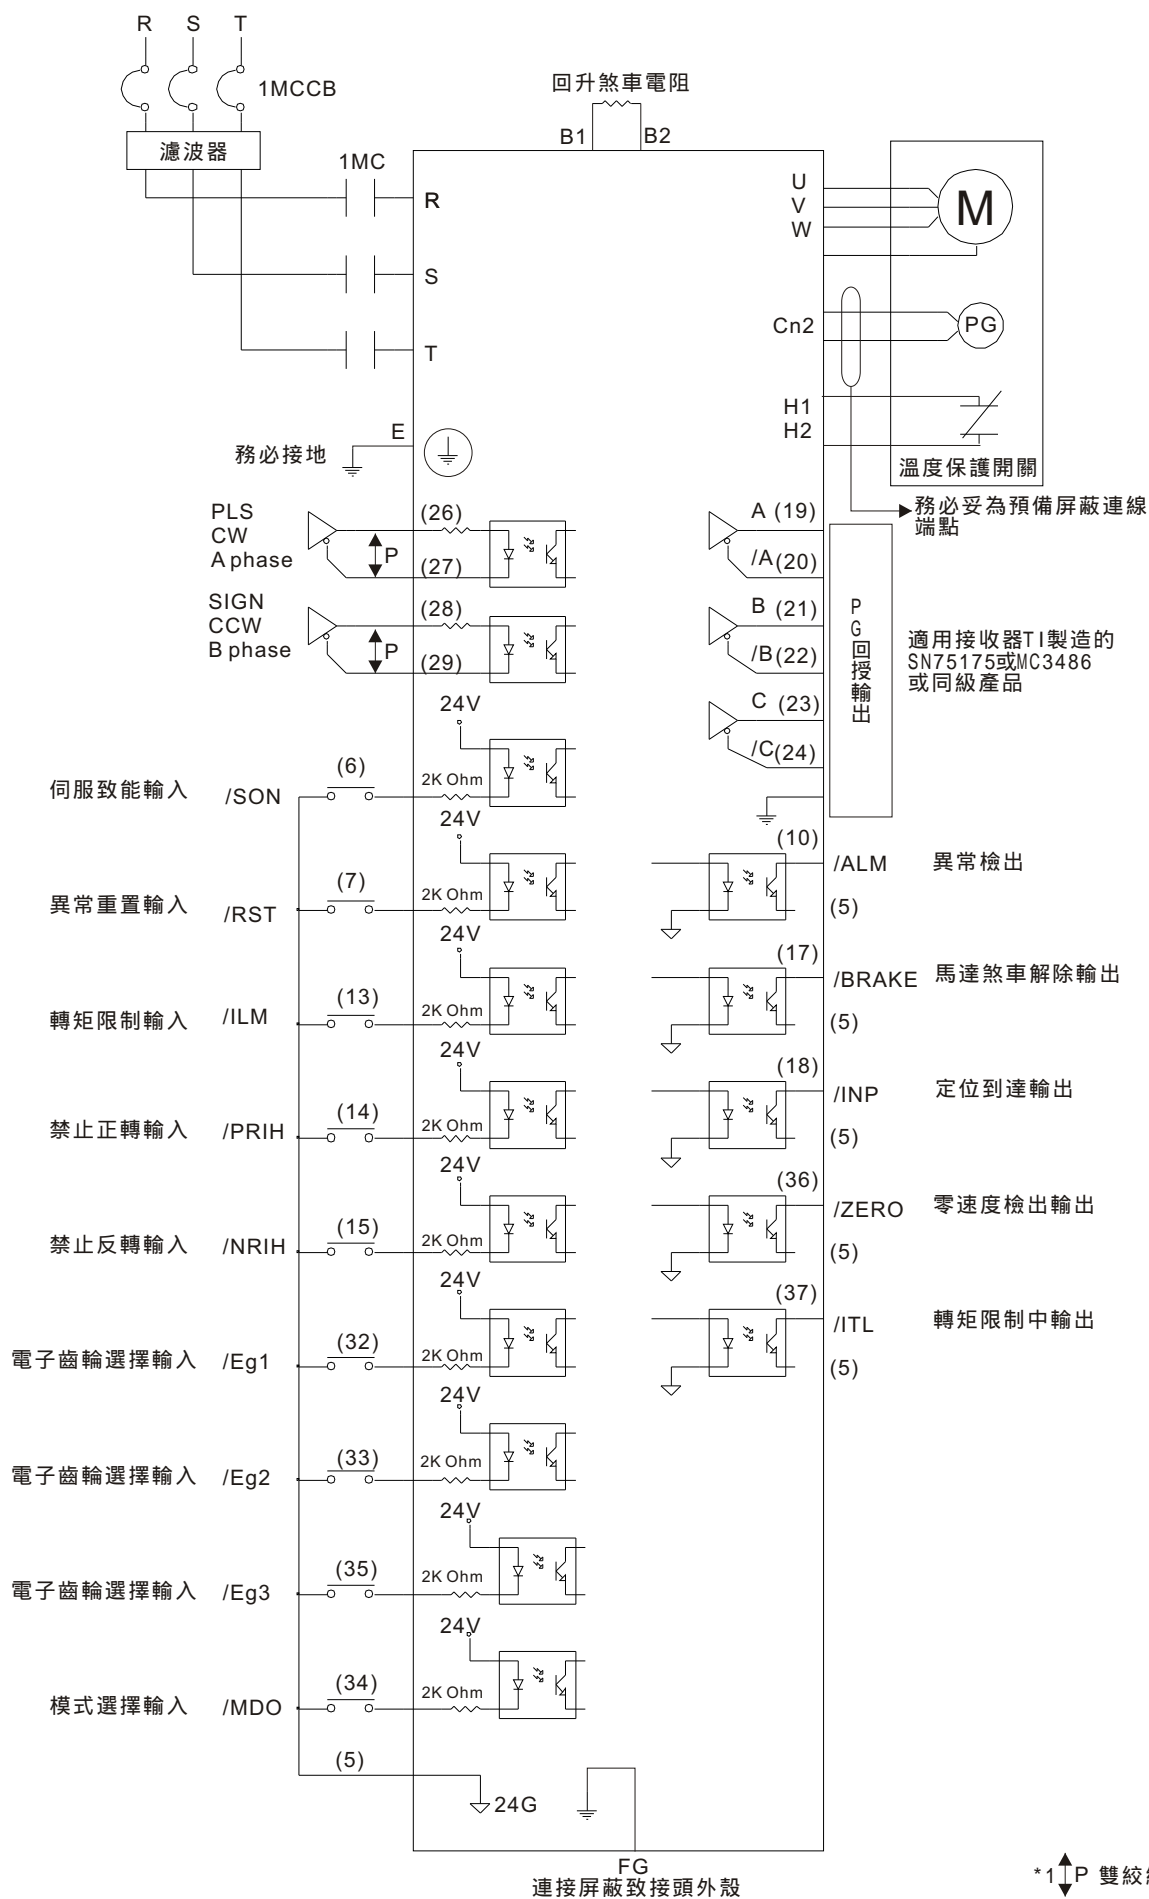 R S T
1MCCB
濾波器
1MC
回升煞車電阻
B1 B2
R
S
T
U
V
W
M
Cn2
PG
H1
H2
溫度保護開關
務必妥為預備屏蔽連線
端點
E
務必接地
PLS
CW
A phase
P
(26)
(27)
SIGN
CCW
B phase
P
(28)
(29)
A (19)
/A(20)
B (21)
/B(22)
C (23)
/C(24)
PG回授輸出
適用接收器TI製造的
SN75175或MC3486
或同級產品
24V
伺服致能輸入 /SON (6) 2K Ohm
24V
異常重置輸入 /RST (7) 2K Ohm
24V
轉矩限制輸入 /ILM (13) 2K Ohm
24V
禁止正轉輸入 /PRIH (14) 2K Ohm
24V
禁止反轉輸入 /NRIH (15) 2K Ohm
24V
電子齒輪選擇輸入 /Eg1 (32) 2K Ohm
24V
電子齒輪選擇輸入 /Eg2 (33) 2K Ohm
24V
電子齒輪選擇輸入 /Eg3 (35) 2K Ohm
24V
模式選擇輸入 /MDO (34) 2K Ohm
(5)
24G
(10)
/ALM 異常檢出
(5)
(17)
/BRAKE 馬達煞車解除輸出
(5)
(18)
/INP 定位到達輸出
(5)
(36)
/ZERO 零速度檢出輸出
(5)
(37)
/ITL 轉矩限制中輸出
(5)
FG
連接屏蔽致接頭外殼
*1 P 雙絞